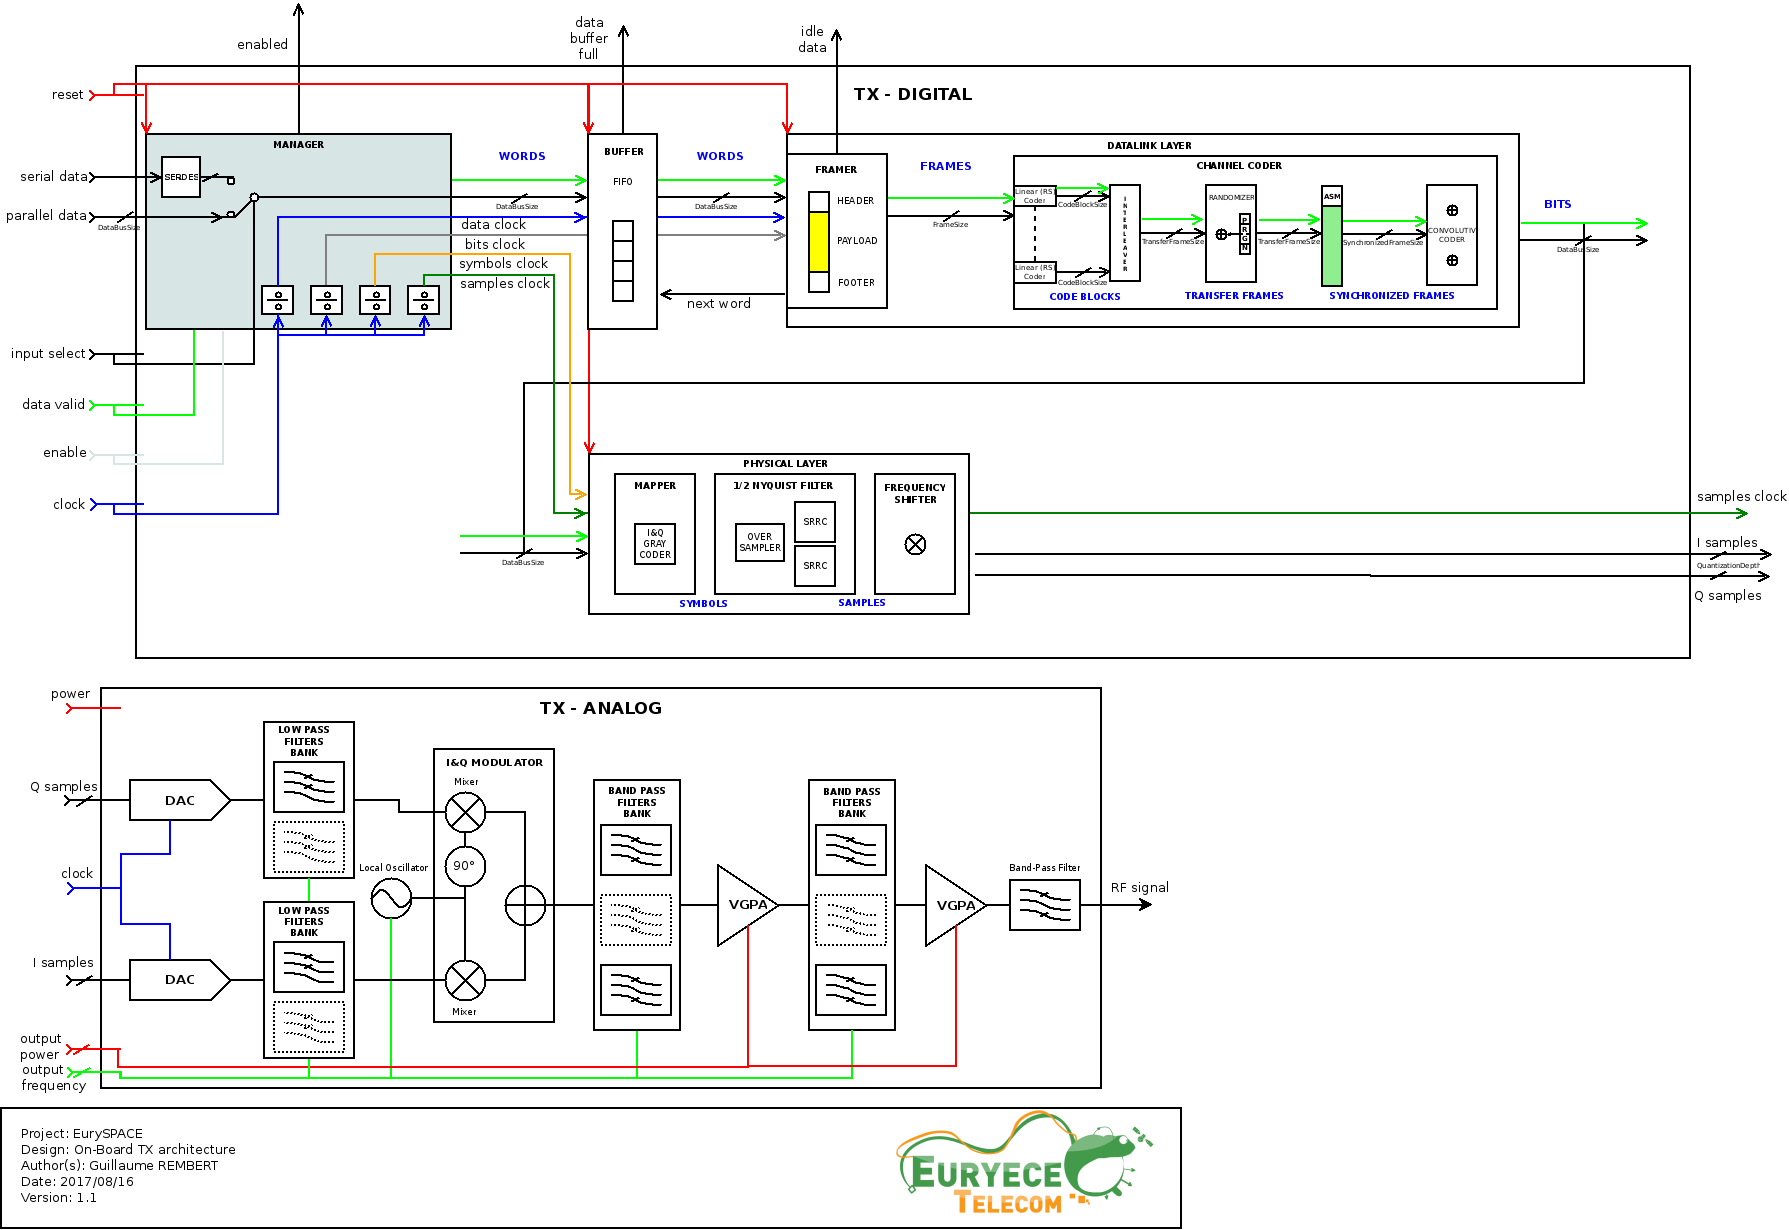 enabled
data
buffer
full
idle
data
reset
TX - DIGITAL
MANAGER
SERDES
serial data
parallel data
DataBusSize
WORDS
DataBusSize
data clock
bits clock
symbols clock
samples clock
BUFFER
FIFO
WORDS
DataBusSize
next word
DATALINK LAYER
FRAMER
HEADER
PAYLOAD
FOOTER
FRAMES
FrameSize
CHANNEL CODER
Linear (RS)
Coder
CodeBlockSize
Linear (RS)
Coder
CodeBlockSize
CODE BLOCKS
INTERLEAVER
TransferFrameSize
RANDOMIZER
PRGN
TransferFrameSize
TRANSFER FRAMES
ASM
SynchronizedFrameSize
CONVOLUTIV
CODER
SYNCHRONIZED FRAMES
BITS
DataBusSize
input select
data valid
enable
clock
PHYSICAL LAYER
MAPPER
I&Q
GRAY
CODER
1/2 NYQUIST FILTER
OVER
SAMPLER
SRRC
SRRC
FREQUENCY
SHIFTER
SYMBOLS
SAMPLES
DataBusSize
samples clock
I samples
QuantizationDepth
Q samples
power
TX - ANALOG
Q samples
DAC
clock
I samples
DAC
LOW PASS
FILTERS
BANK
LOW PASS
FILTERS
BANK
Local Oscillator
I&Q MODULATOR
Mixer
90°
Mixer
BAND PASS
FILTERS
BANK
VGPA
BAND PASS
FILTERS
BANK
VGPA
Band-Pass Filter
RF signal
output
power
output
frequency
Project: EurySPACE
Design: On-Board TX architecture
Author(s): Guillaume REMBERT
Date: 2017/08/16
Version: 1.1
EURYECE
TELECOM